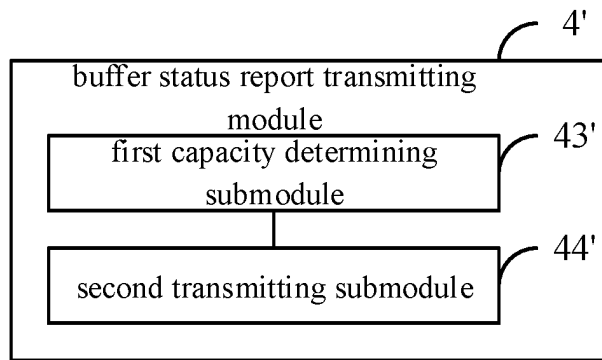 4'
buffer status report transmitting
module
first capacity determining
submodule
43'
second transmitting submodule
44'